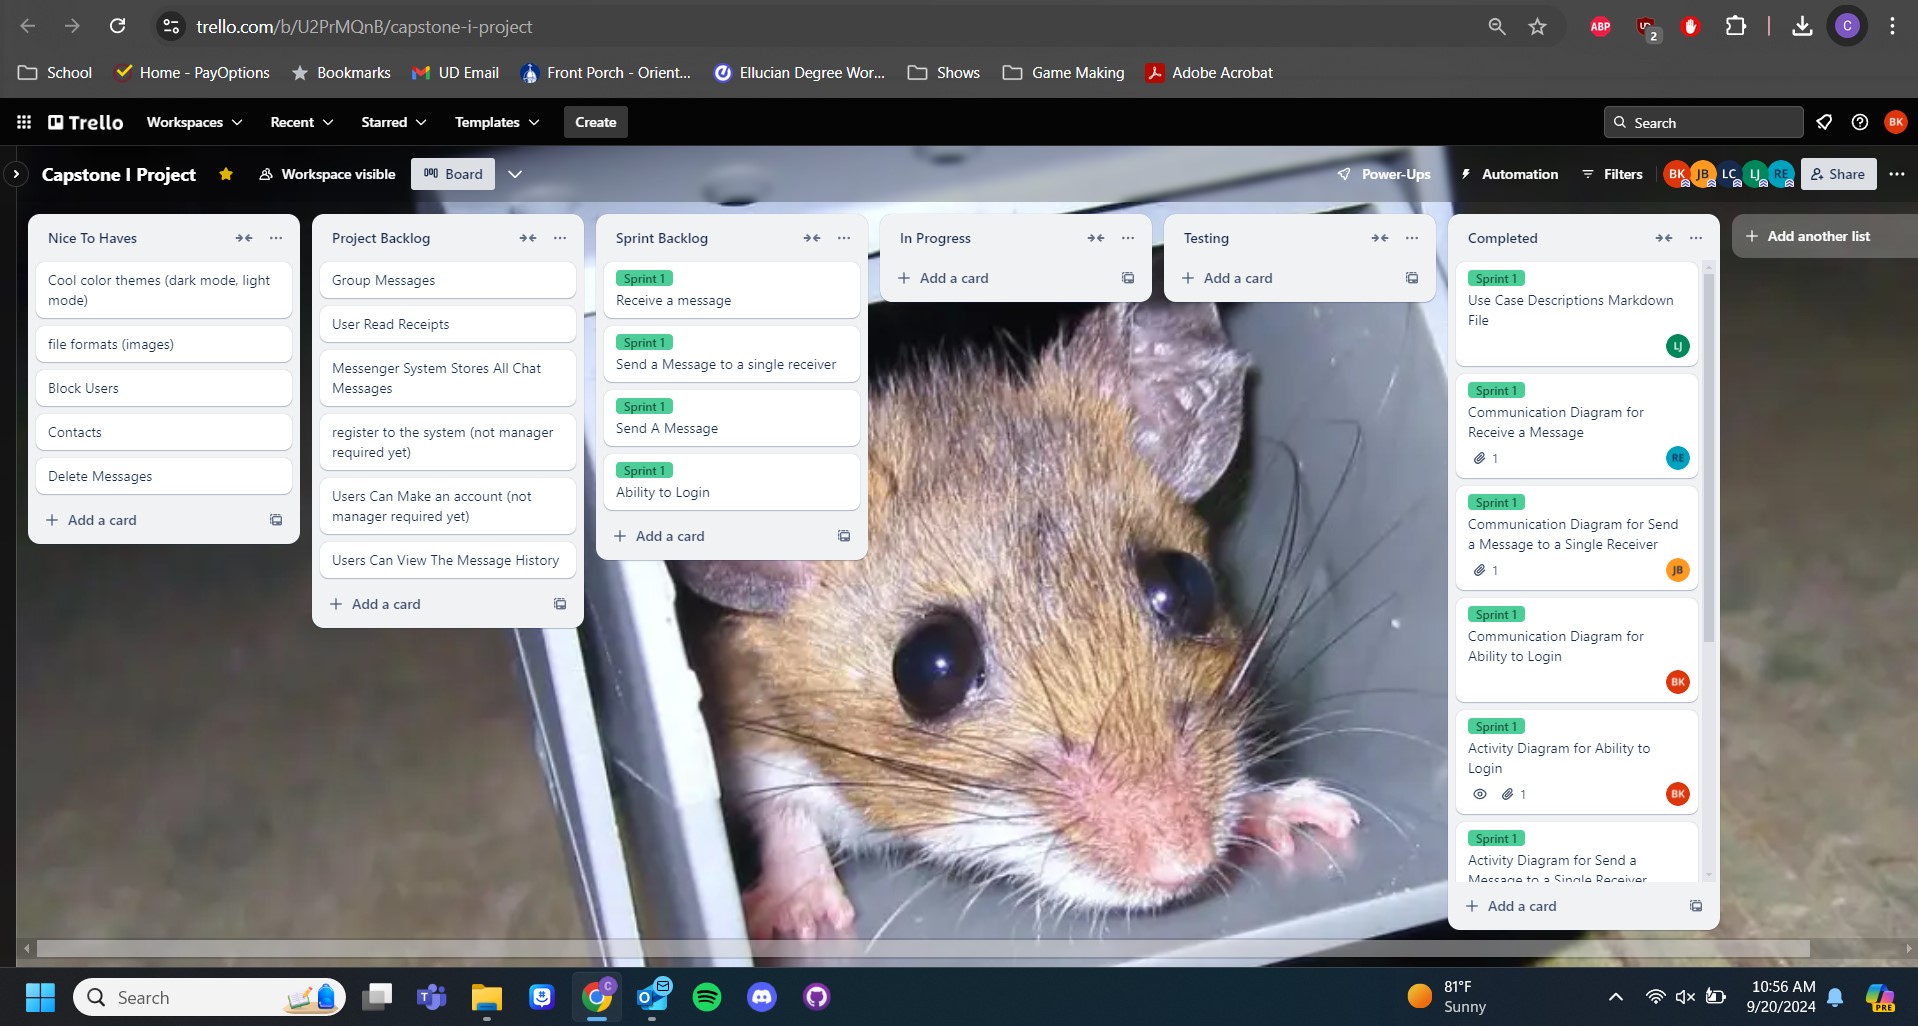 trello.com/b/U2PrMQnB/capstone-i-project
ABP
2
C
School
Home - PayOptions
Bookmarks
UD Email
Front Porch - Orient...
Ellucian Degree Wor...
Shows
Game Making
Adobe Acrobat
Trello
Workspaces
Recent
Starred
Templates
Create
Search
BK
Capstone I Project
Workspace visible
Board
Power-Ups
Automation
Filters
BK
JB
LC
LJ
RE
Share
Nice To Haves
Cool color themes (dark mode, light
mode)
file formats (images)
Block Users
Contacts
Delete Messages
+ Add a card
Project Backlog
Group Messages
User Read Receipts
Messenger System Stores All Chat
Messages
register to the system (not manager
required yet)
Users Can Make an account (not
manager required yet)
Users Can View The Message History
+ Add a card
Sprint Backlog
Sprint 1
Receive a message
Sprint 1
Send a Message to a single receiver
Sprint 1
Send A Message
Sprint 1
Ability to Login
+ Add a card
In Progress
+ Add a card
Testing
+ Add a card
Completed
Sprint 1
Use Case Descriptions Markdown
File
LJ
Sprint 1
Communication Diagram for
Receive a Message
1
RE
Sprint 1
Communication Diagram for Send
a Message to a Single Receiver
1
JB
Sprint 1
Communication Diagram for
Ability to Login
BK
Sprint 1
Activity Diagram for Ability to
Login
1
BK
Sprint 1
Activity Diagram for Send a
Message to a Single Receiver
+ Add a card
+ Add another list
Search
C
81°F
Sunny
10:56 AM
9/20/2024
PRE